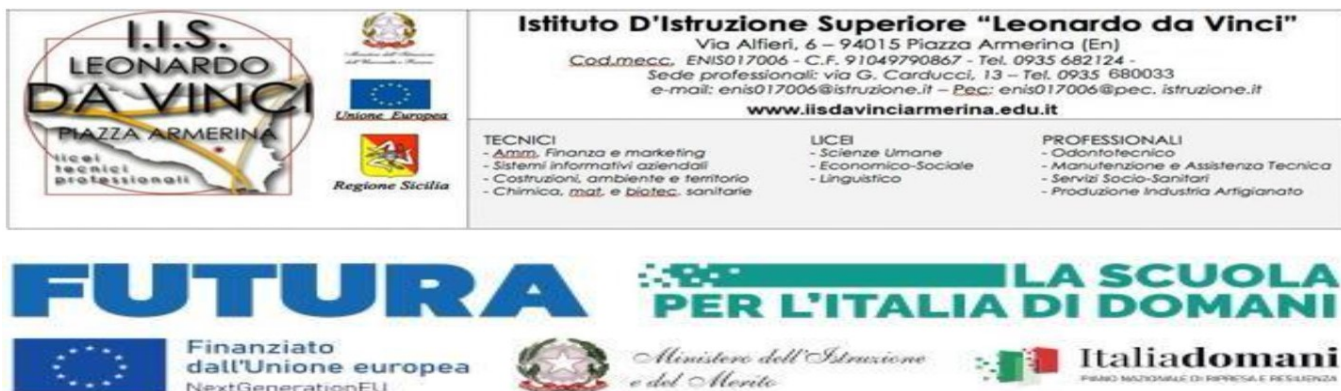 I.I.S.
LEONARDO
DA VINCI
PIAZZA ARMERINA
licei
tecnici
professionali
Unione Europea
Regione Sicilia
Istituto D'Istruzione Superiore “Leonardo da Vinci”
Via Alfieri, 6 – 94015 Piazza Armerina (En)
Cod.mecc. ENIS017006 - C.F. 91049790867 - Tel. 0935 682124 -
Sede professionali: via G. Carducci, 13 – Tel. 0935 680033
e-mail: enis017006@istruzione.it – Pec: enis017006@pec. istruzione.it
www.iisdavinciarmerina.edu.it
TECNICI
- Amm. Finanza e marketing
- Sistemi informativi aziendali
- Costruzioni, ambiente e territorio
- Chimica, mat. e biotec. sanitarie
LICEI
- Scienze Umane
- Economico-Sociale
- Linguistico
PROFESSIONALI
- Odontotecnico
- Manutenzione e Assistenza Tecnica
- Servizi Socio-Sanitari
- Produzione Industria Artigianato
FUTURA
LA SCUOLA
PER L'ITALIA DI DOMANI
Finanziato
dall'Unione europea
NextGenerationEU
Ministero dell'Istruzione
e del Merito
Italiadomani
PIANO NAZIONALE DI RIPRESA E RESILIENZA